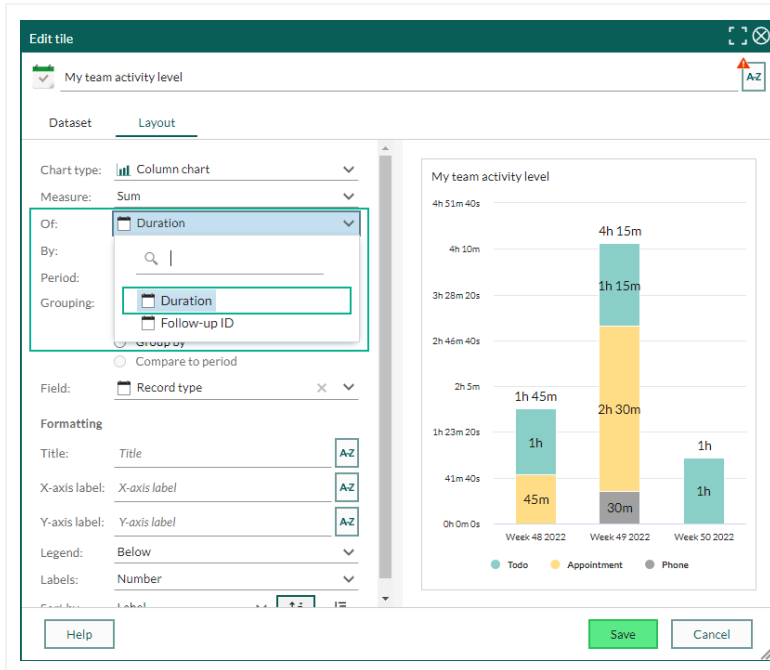 Edit tile
My team activity level
A-Z
Dataset Layout
Chart type: Column chart
Measure: Sum
Of: Duration
By:
Period:
Grouping:
Duration
Follow-up ID
Group by
Compare to period
Field: Record type
Formatting
Title: Title A-Z
X-axis label: X-axis label A-Z
Y-axis label: Y-axis label A-Z
Legend: Below
Labels: Number
Sort by: Label
My team activity level
4h 51m 40s
4h 10m
3h 28m 20s
2h 46m 40s
2h 5m
1h 23m 20s
41m 40s
0h 0m 0s
1h 45m
1h
45m
4h 15m
1h 15m
2h 30m
30m
1h
1h
Week 48 2022 Week 49 2022 Week 50 2022
Todo Appointment Phone
Help Save Cancel